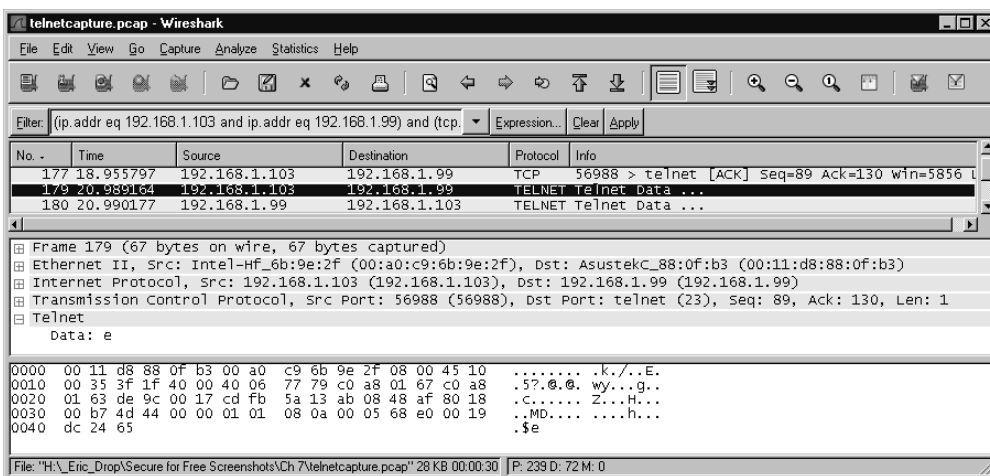 telnetcapture.pcap - Wireshark
File Edit View Go Capture Analyze Statistics Help
Filter: (ip.addr eq 192.168.1.103 and ip.addr eq 192.168.1.99) and (tcp. Expression... Clear Apply
No. - Time Source Destination Protocol Info
177 18.955797 192.168.1.103 192.168.1.99 TCP 56988 > telnet [ACK] Seq=89 Ack=130 Win=5856 L
179 20.989164 192.168.1.103 192.168.1.99 TELNET Telnet Data ...
180 20.990177 192.168.1.99 192.168.1.103 TELNET Telnet Data ...
Frame 179 (67 bytes on wire, 67 bytes captured)
Ethernet II, Src: Intel-Hf_6b:9e:2f (00:a0:c9:6b:9e:2f), Dst: AsustekC_88:0f:b3 (00:11:d8:88:0f:b3)
Internet Protocol, Src: 192.168.1.103 (192.168.1.103), Dst: 192.168.1.99 (192.168.1.99)
Transmission Control Protocol, Src Port: 56988 (56988), Dst Port: telnet (23), Seq: 89, Ack: 130, Len: 1
Telnet
Data: e
0000 00 11 d8 88 0f b3 00 a0 c9 6b 9e 2f 08 00 45 10 ........ .k./..E.
0010 00 35 3f 1f 40 00 40 06 77 79 c0 a8 01 67 c0 a8 .5?.@.@. wy...g..
0020 01 63 de 9c 00 17 cd fb 5a 13 ab 08 48 af 80 18 .c...... Z...H...
0030 00 b7 4d 44 00 00 01 01 08 0a 00 05 68 e0 00 19 ..MD.... ....h...
0040 dc 24 65 .$e
File: "H:\_Eric_Drop\Secure for Free Screenshots\Ch 7\telnetcapture.pcap" 28 KB 00:00:30 P: 239 D: 72 M: 0